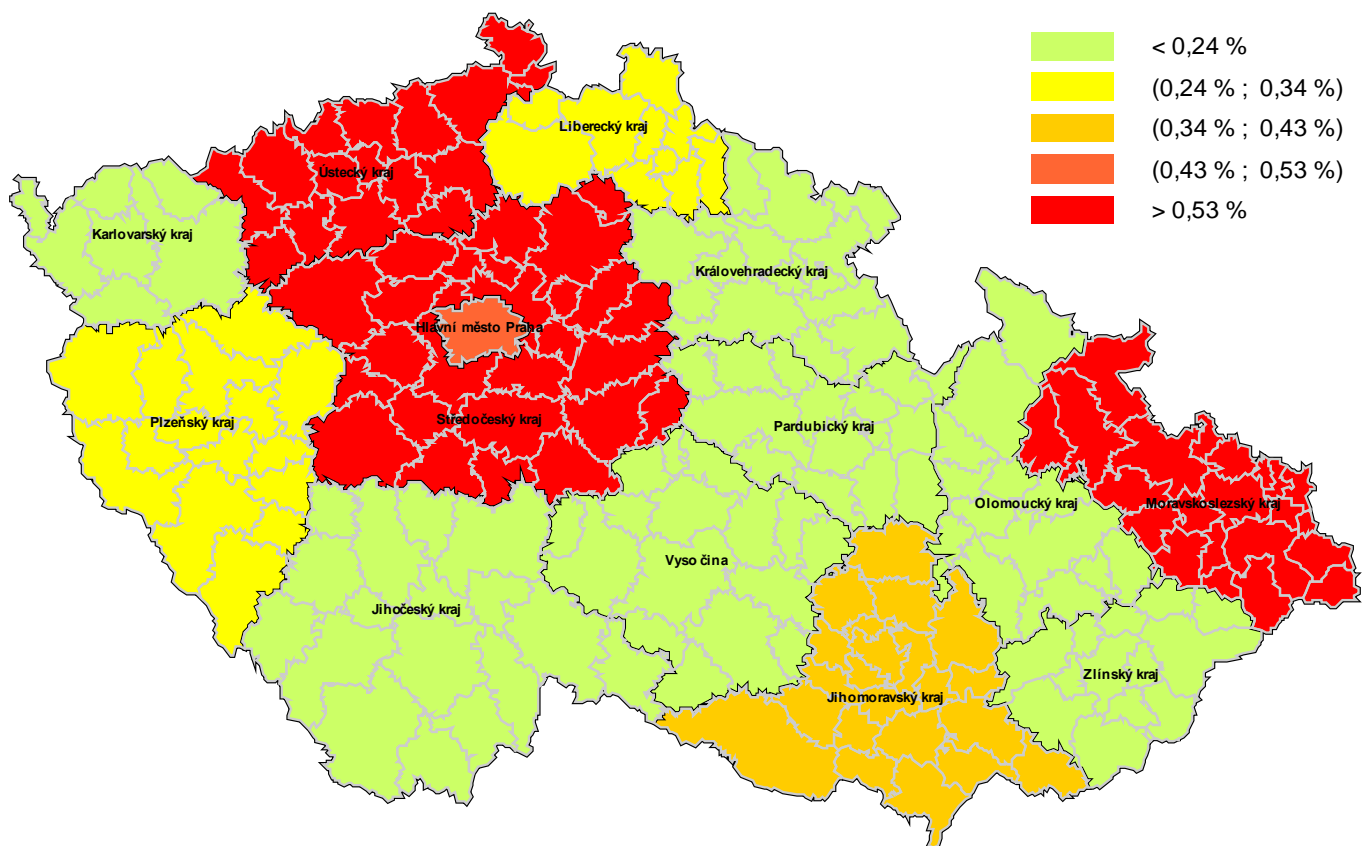 < 0,24 %
(0,24 % ; 0,34 %)
(0,34 % ; 0,43 %)
(0,43 % ; 0,53 %)
> 0,53 %
Liberecký kraj
Ústecký kraj
Karlovarský kraj
Královehradecký kraj
Hlavní město Praha
Středočeský kraj
Plzeňský kraj
Pardubický kraj
Olomoucký kraj
Moravskoslezský kraj
Vysočina
Jihočeský kraj
Zlínský kraj
Jihomoravský kraj